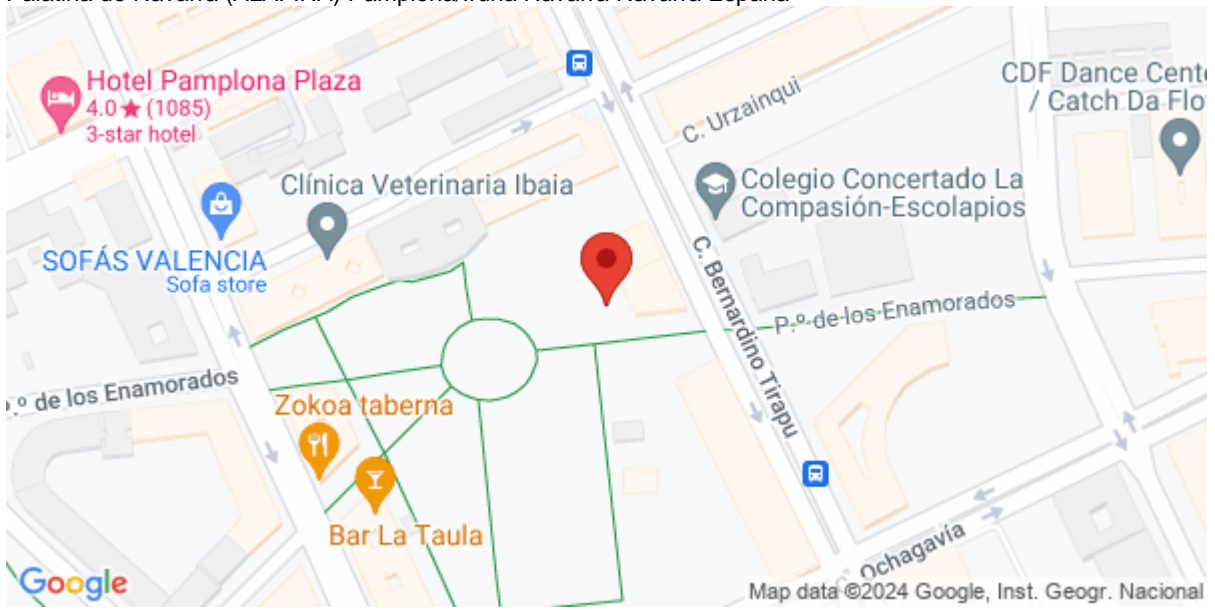 Hotel Pamplona Plaza
4.0 ★ (1085)
3-star hotel
C. Urzainqui
CDF Dance Cente
/ Catch Da Flo
Clínica Veterinaria Ibaia
Colegio Concertado La
Compasión-Escolapios
SOFÁS VALENCIA
Sofa store
C. Bernardino Tirapu
P.º de los Enamorados
P.º de los Enamorados
Zokoa taberna
Bar La Taula
C. Ochagavía
Google
Map data ©2024 Google, Inst. Geogr. Nacional